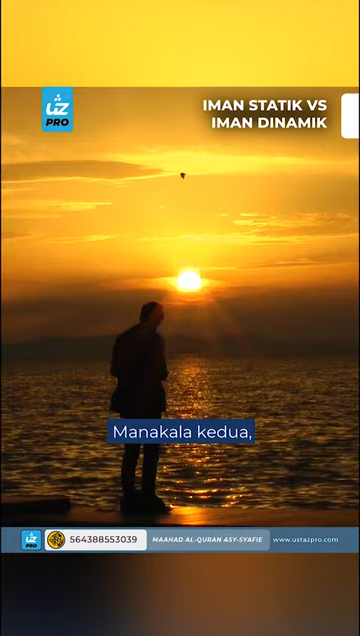 UZ
PRO
IMAN STATIK VS
IMAN DINAMIK
Manakala kedua,
UZ
PRO
564388553039
MAAHAD AL-QURAN ASY-SYAFIE
www.ustazpro.com